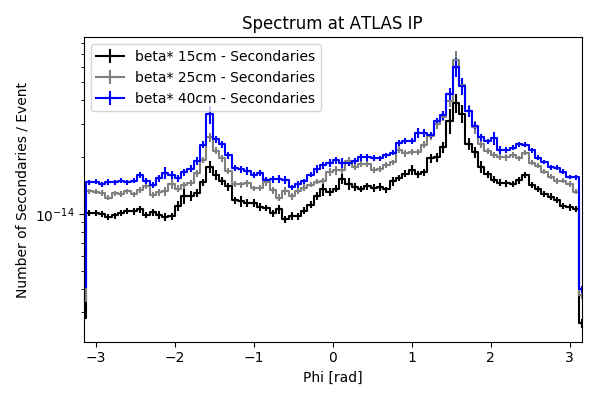 Spectrum at ATLAS IP
beta* 15cm - Secondaries
beta* 25cm - Secondaries
beta* 40cm - Secondaries
Number of Secondaries / Event
10⁻¹⁴
−3 −2 −1 0 1 2 3
Phi [rad]